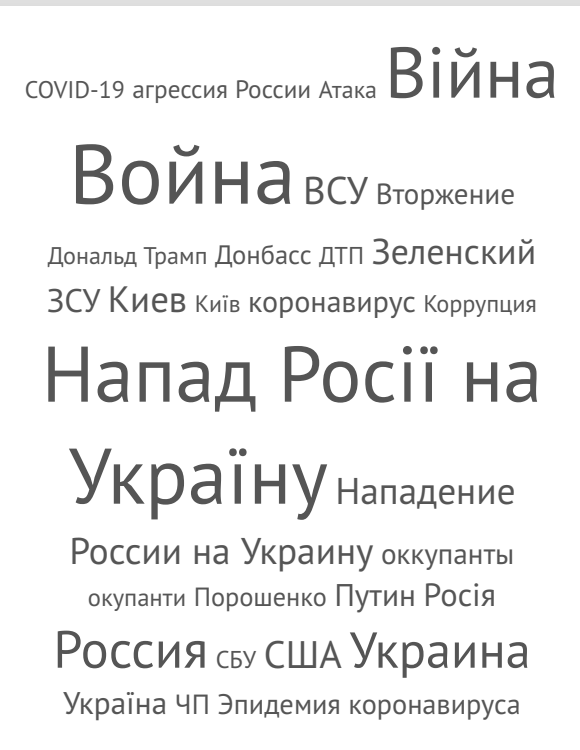 COVID-19 агрессия России Атака Війна
Война ВСУ Вторжение
Дональд Трамп Донбасс ДТП Зеленский
ЗСУ Киев Київ коронавирус Коррупция
Напад Росії на
Україну Нападение
России на Украину оккупанты
окупанти Порошенко Путин Росія
Россия СБУ США Украина
Україна ЧП Эпидемия коронавируса